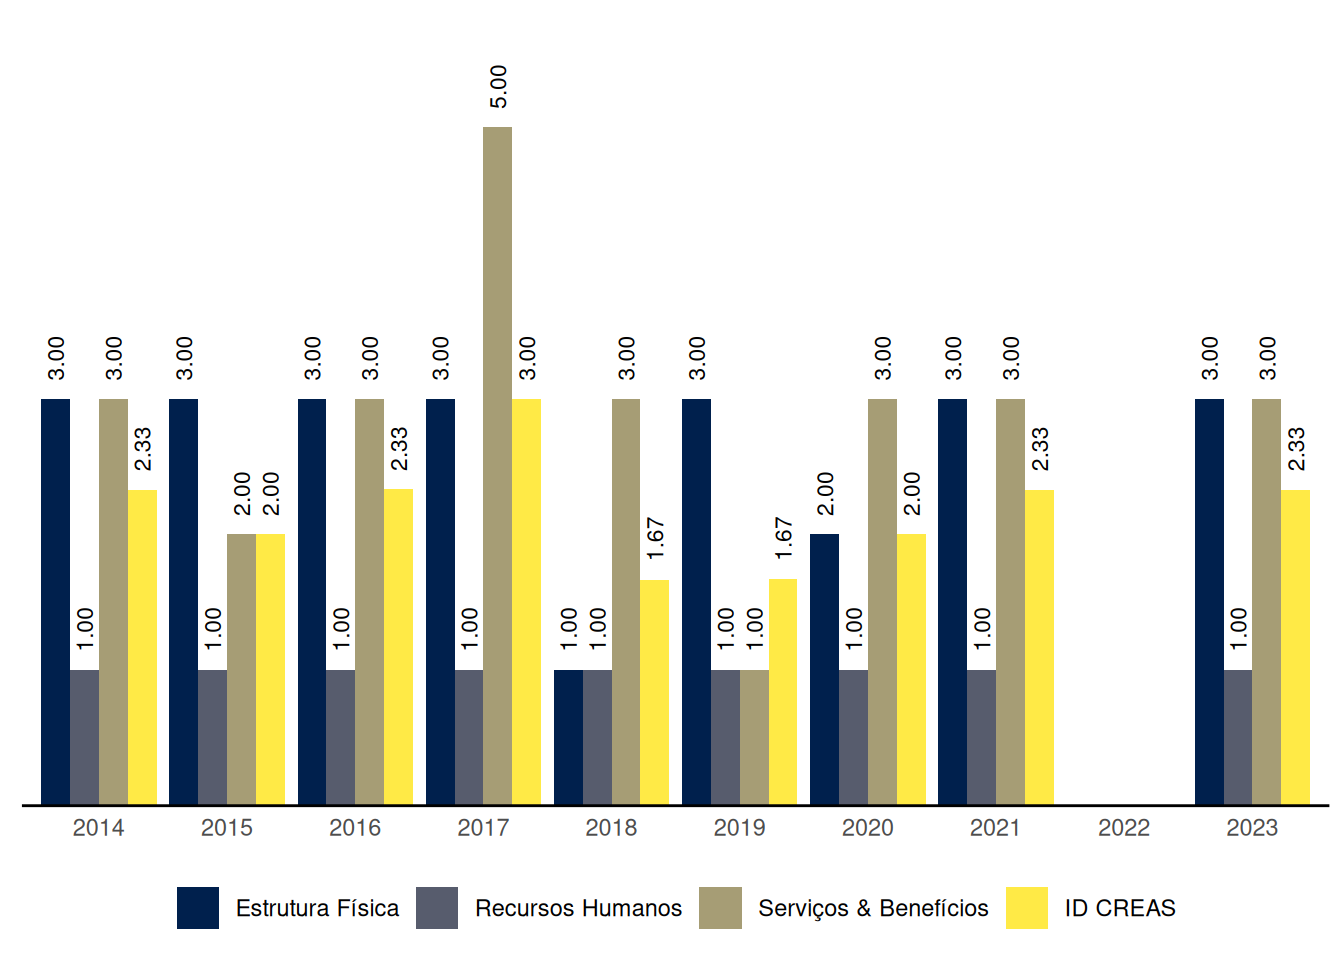 5.00
3.00 3.00 3.00 3.00 3.00 3.00 3.00 3.00 3.00 3.00 3.00 3.00 3.00 3.00
2.33 2.33 2.33 2.33
2.00 2.00 2.00 2.00
1.67 1.67
1.00 1.00 1.00 1.00 1.00 1.00 1.00 1.00 1.00 1.00 1.00
2014 2015 2016 2017 2018 2019 2020 2021 2022 2023
Estrutura Física Recursos Humanos Serviços & Benefícios ID CREAS